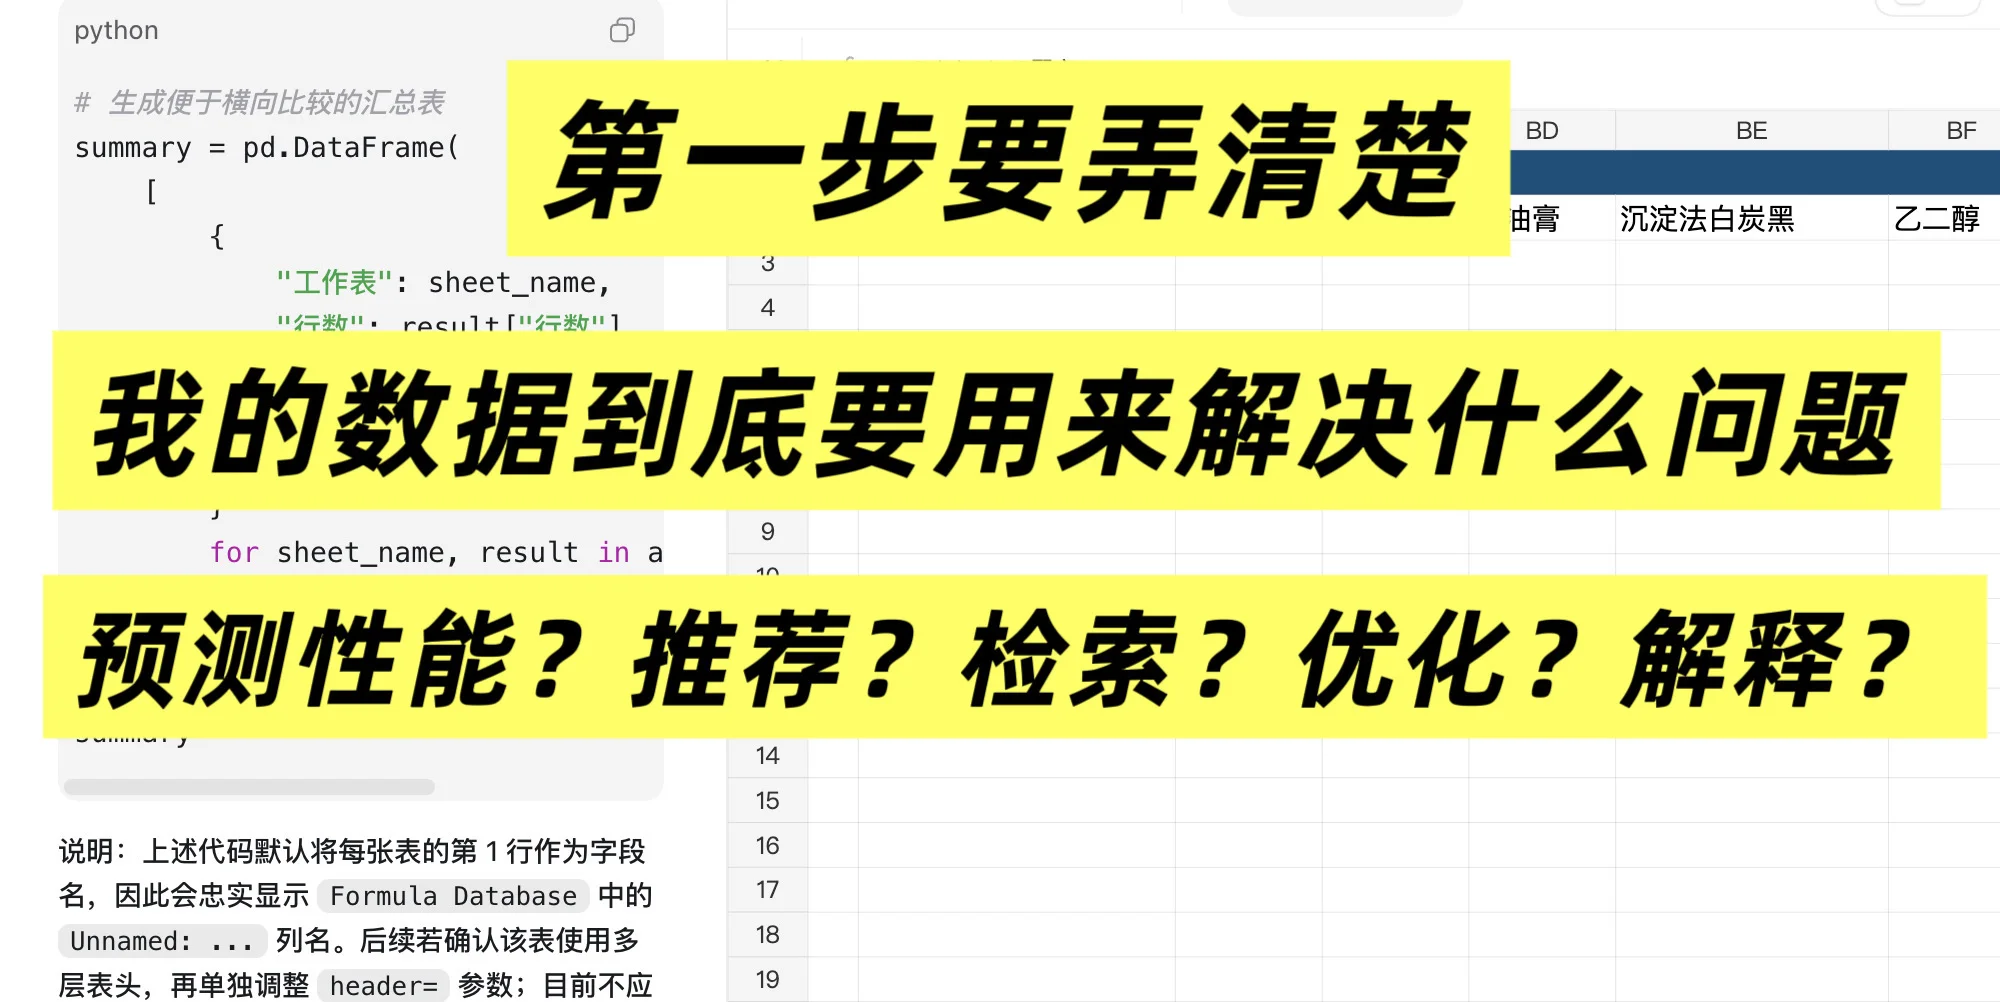 python
# 生成便于横向比较的汇总表
summary = pd.DataFrame(
[
{
"工作表": sheet_name,
"行数": result["行数"]
for sheet_name, result in a
summary
说明：上述代码默认将每张表的第 1 行作为字段
名，因此会忠实显示 Formula Database 中的
Unnamed: ... 列名。后续若确认该表使用多
层表头，再单独调整 header= 参数；目前不应
第一步要弄清楚
我的数据到底要用来解决什么问题
预测性能？推荐？检索？优化？解释？
BD BE BF
油膏 沉淀法白炭黑 乙二醇
3
4
9
10
14
15
16
17
18
19